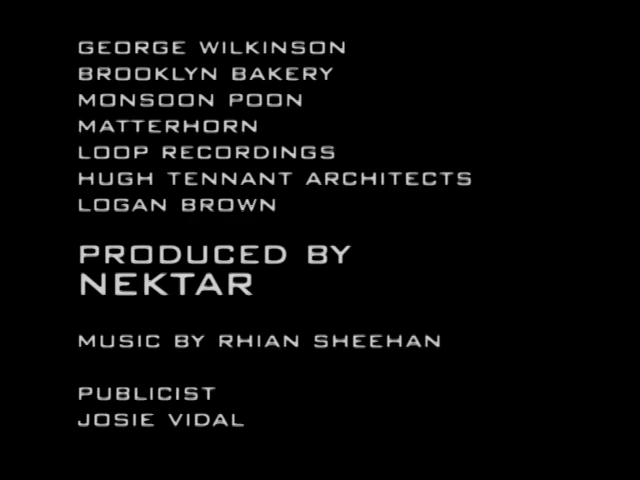 GEORGE WILKINSON
BROOKLYN BAKERY
MONSOON POON
MATTERHORN
LOOP RECORDINGS
HUGH TENNANT ARCHITECTS
LOGAN BROWN
PRODUCED BY
NEKTAR
MUSIC BY RHIAN SHEEHAN
PUBLICIST
JOSIE VIDAL